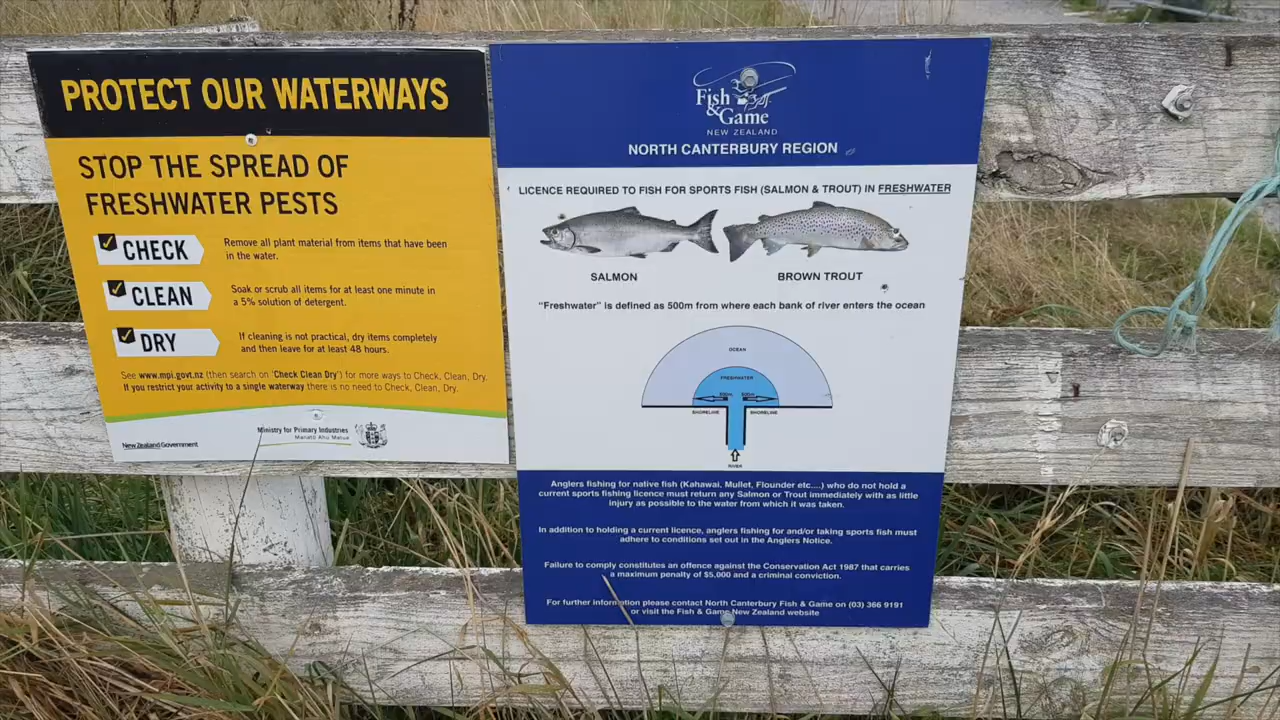 PROTECT OUR WATERWAYS
STOP THE SPREAD OF
FRESHWATER PESTS
CHECK
Remove all plant material from items that have been
in the water.
CLEAN
Soak or scrub all items for at least one minute in
a 5% solution of detergent.
DRY
If cleaning is not practical, dry items completely
and then leave for at least 48 hours.
See www.mpi.govt.nz (then search on 'Check Clean Dry') for more ways to Check, Clean, Dry.
If you restrict your activity to a single waterway there is no need to Check, Clean, Dry.
New Zealand Government
Ministry for Primary Industries
Manatū Ahu Matua
Fish
& Game
NEW ZEALAND
NORTH CANTERBURY REGION
LICENCE REQUIRED TO FISH FOR SPORTS FISH (SALMON & TROUT) IN FRESHWATER
SALMON
BROWN TROUT
"Freshwater" is defined as 500m from where each bank of river enters the ocean
OCEAN
FRESHWATER
500m 500m
SHORELINE SHORELINE
RIVER
Anglers fishing for native fish (Kahawai, Mullet, Flounder etc....) who do not hold a
current sports fishing licence must return any Salmon or Trout immediately with as little
injury as possible to the water from which it was taken.
In addition to holding a current licence, anglers fishing for and/or taking sports fish must
adhere to conditions set out in the Anglers Notice.
Failure to comply constitutes an offence against the Conservation Act 1987 that carries
a maximum penalty of $5,000 and a criminal conviction.
For further information please contact North Canterbury Fish & Game on (03) 366 9191
or visit the Fish & Game New Zealand website